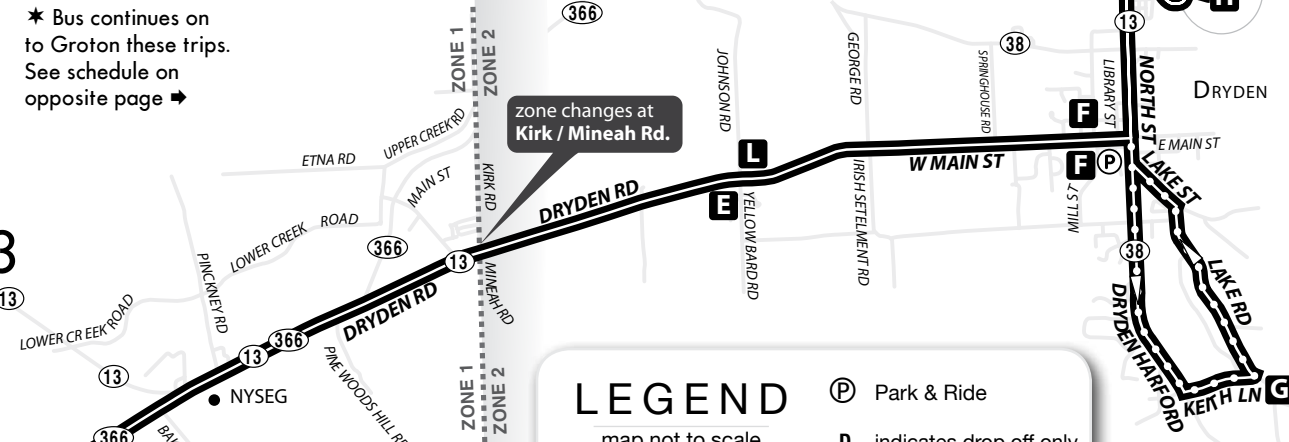 ✶ Bus continues on
to Groton these trips.
See schedule on
opposite page ➡
366
ZONE 1
ZONE 2
13
38
JOHNSON RD
GEORGE RD
SPRINGHOUSE RD
LIBRARY ST
NORTH ST
DRYDEN
zone changes at
Kirk / Mineah Rd.
UPPER CREEK RD
ETNA RD
MAIN ST
KIRK RD
DRYDEN RD
L
E
W MAIN ST
F
F
P
E MAIN ST
LAKE ST
MILL ST
YELLOW BARD RD
IRISH SETELMENT RD
LOWER CREEK ROAD
366
13
MINEAH RD
38
3
13
PINCKNEY RD
LOWER CREEK ROAD
DRYDEN RD
LAKE RD
DRYDEN HARFORD
366
13
13
PINE WOODS HILL RD
NYSEG
ZONE 1
ZONE 2
LEGEND
map not to scale
P Park & Ride
D indicates drop off only
KEITH LN
G
366